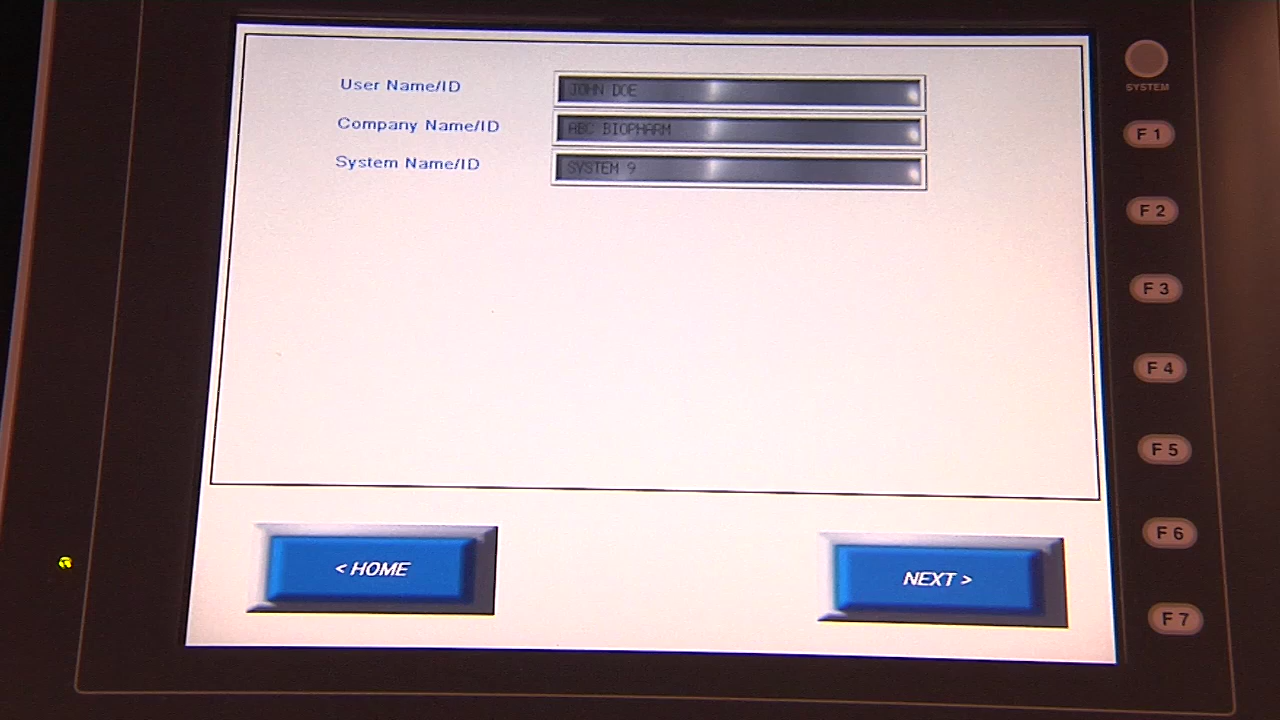 User Name/ID JOHN DOE
Company Name/ID ABC BIOPHARM
System Name/ID SYSTEM 9
< HOME
NEXT >
SYSTEM
F 1
F 2
F 3
F 4
F 5
F 6
F 7